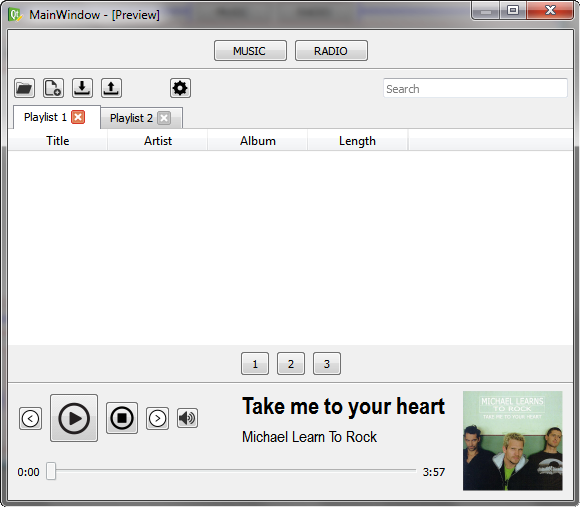 MainWindow - [Preview]
MUSIC RADIO
Search
Playlist 1 Playlist 2
Title Artist Album Length
1 2 3
Take me to your heart
Michael Learn To Rock
0:00 3:57
MICHAEL LEARNS
TO ROCK
TAKE ME TO YOUR HEART